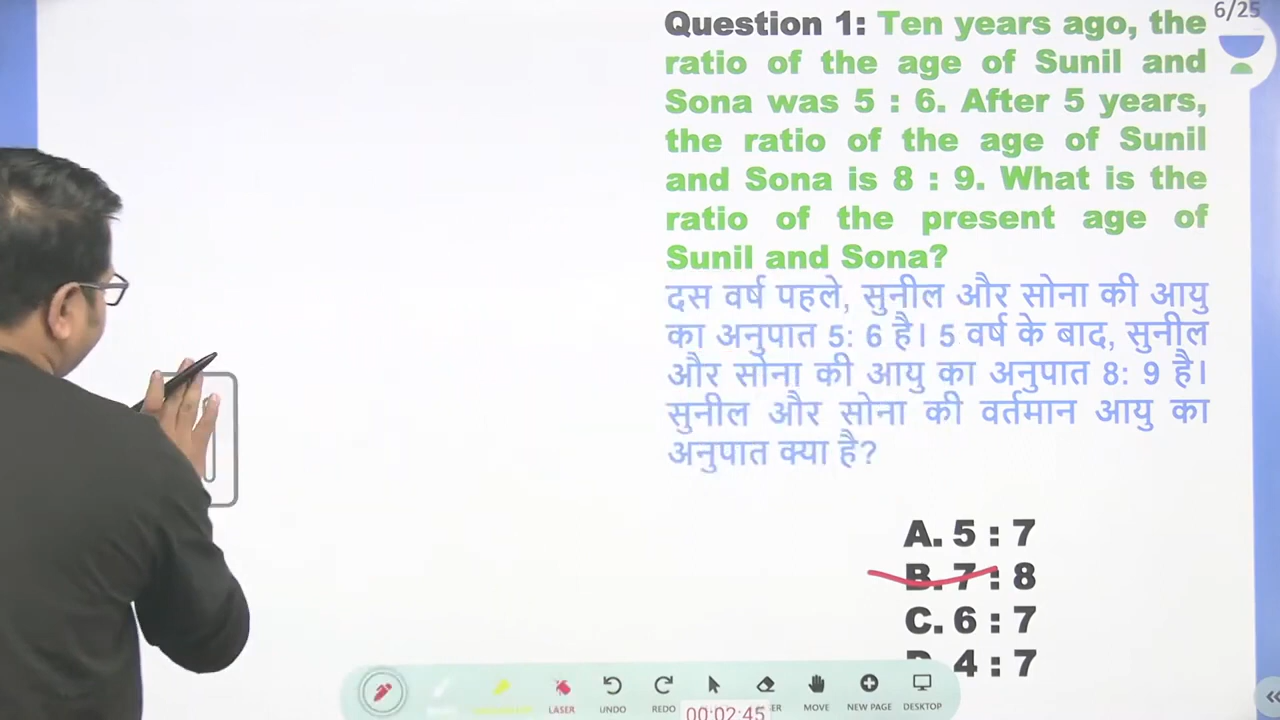 6/25
Question 1: Ten years ago, the
ratio of the age of Sunil and
Sona was 5 : 6. After 5 years,
the ratio of the age of Sunil
and Sona is 8 : 9. What is the
ratio of the present age of
Sunil and Sona?
दस वर्ष पहले, सुनील और सोना की आयु
का अनुपात 5: 6 है। 5 वर्ष के बाद, सुनील
और सोना की आयु का अनुपात 8: 9 है।
सुनील और सोना की वर्तमान आयु का
अनुपात क्या है?
A. 5 : 7
B. 7 : 8
C. 6 : 7
D. 4 : 7
LASER UNDO REDO MOVE NEW PAGE DESKTOP
00:02:45